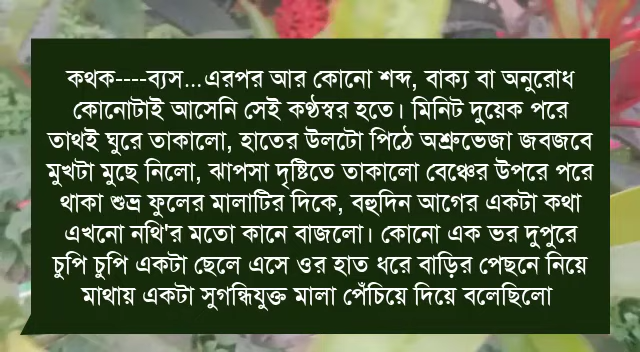 কথক----ব্যস...এরপর আর কোনো শব্দ, বাক্য বা অনুরোধ
কোনোটাই আসেনি সেই কণ্ঠস্বর হতে। মিনিট দুয়েক পরে
তাথই ঘুরে তাকালো, হাতের উলটো পিঠে অশ্রুভেজা জবজবে
মুখটা মুছে নিলো, ঝাপসা দৃষ্টিতে তাকালো বেঞ্চের উপরে পরে
থাকা শুভ্র ফুলের মালাটির দিকে, বহুদিন আগের একটা কথা
এখনো নথি'র মতো কানে বাজলো। কোনো এক ভর দুপুরে
চুপি চুপি একটা ছেলে এসে ওর হাত ধরে বাড়ির পেছনে নিয়ে
মাথায় একটা সুগন্ধিযুক্ত মালা পেঁচিয়ে দিয়ে বলেছিলো